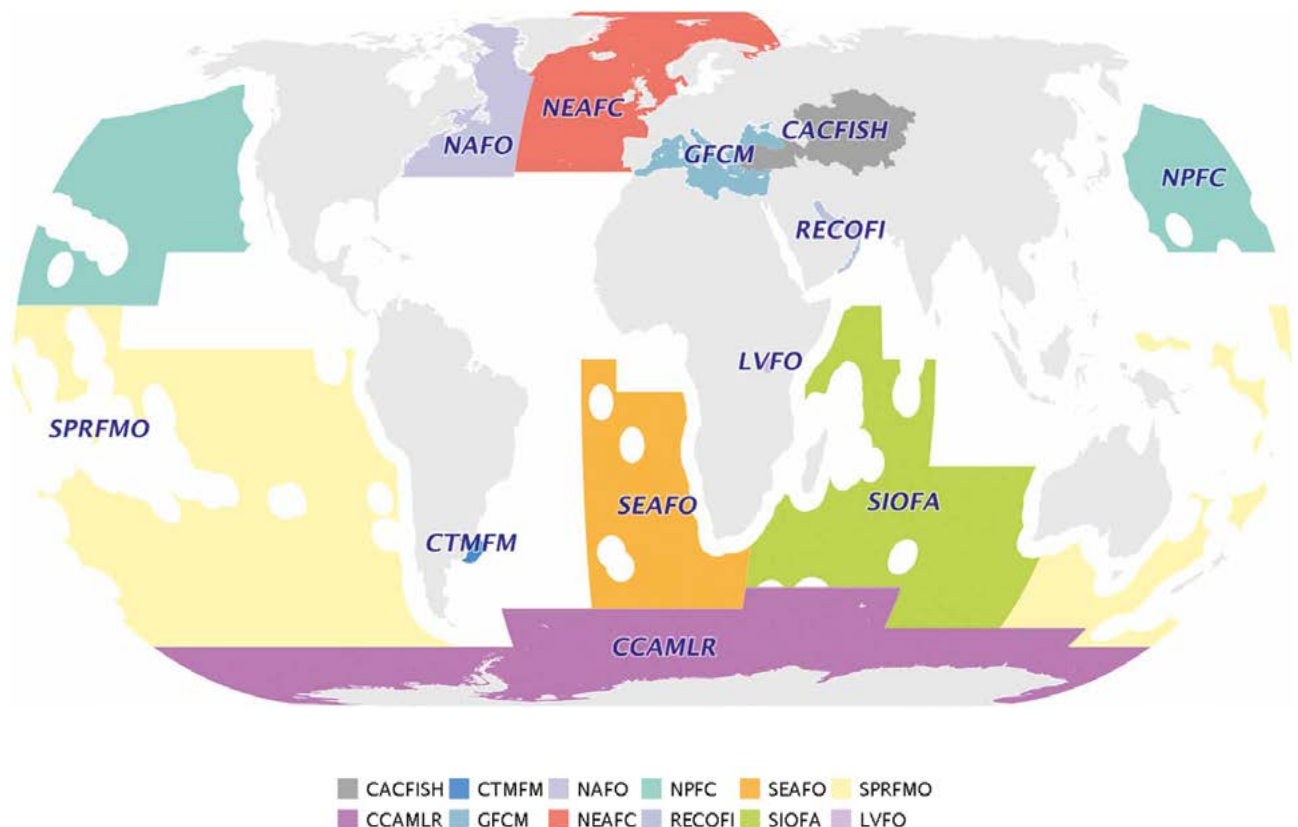 NEAFC
NAFO
CACFISH
GFCM
NPFC
RECOFI
LVFO
SPRFMO
SEAFO
SIOFA
CTMFM
CCAMLR
CACFISH CTMFM NAFO NPFC SEAFO SPRFMO
CCAMLR GFCM NEAFC RECOFI SIOFA LVFO